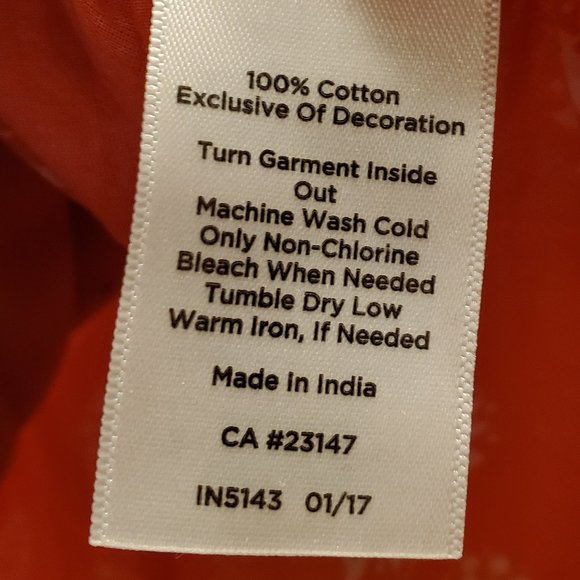 100% Cotton
Exclusive Of Decoration
Turn Garment Inside
Out
Machine Wash Cold
Only Non-Chlorine
Bleach When Needed
Tumble Dry Low
Warm Iron, If Needed
Made in India
CA #23147
IN5143 01/17